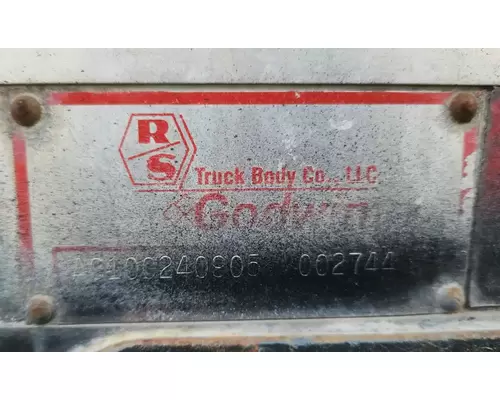 R/S
Truck Body Co., LLC
Godwin
002744